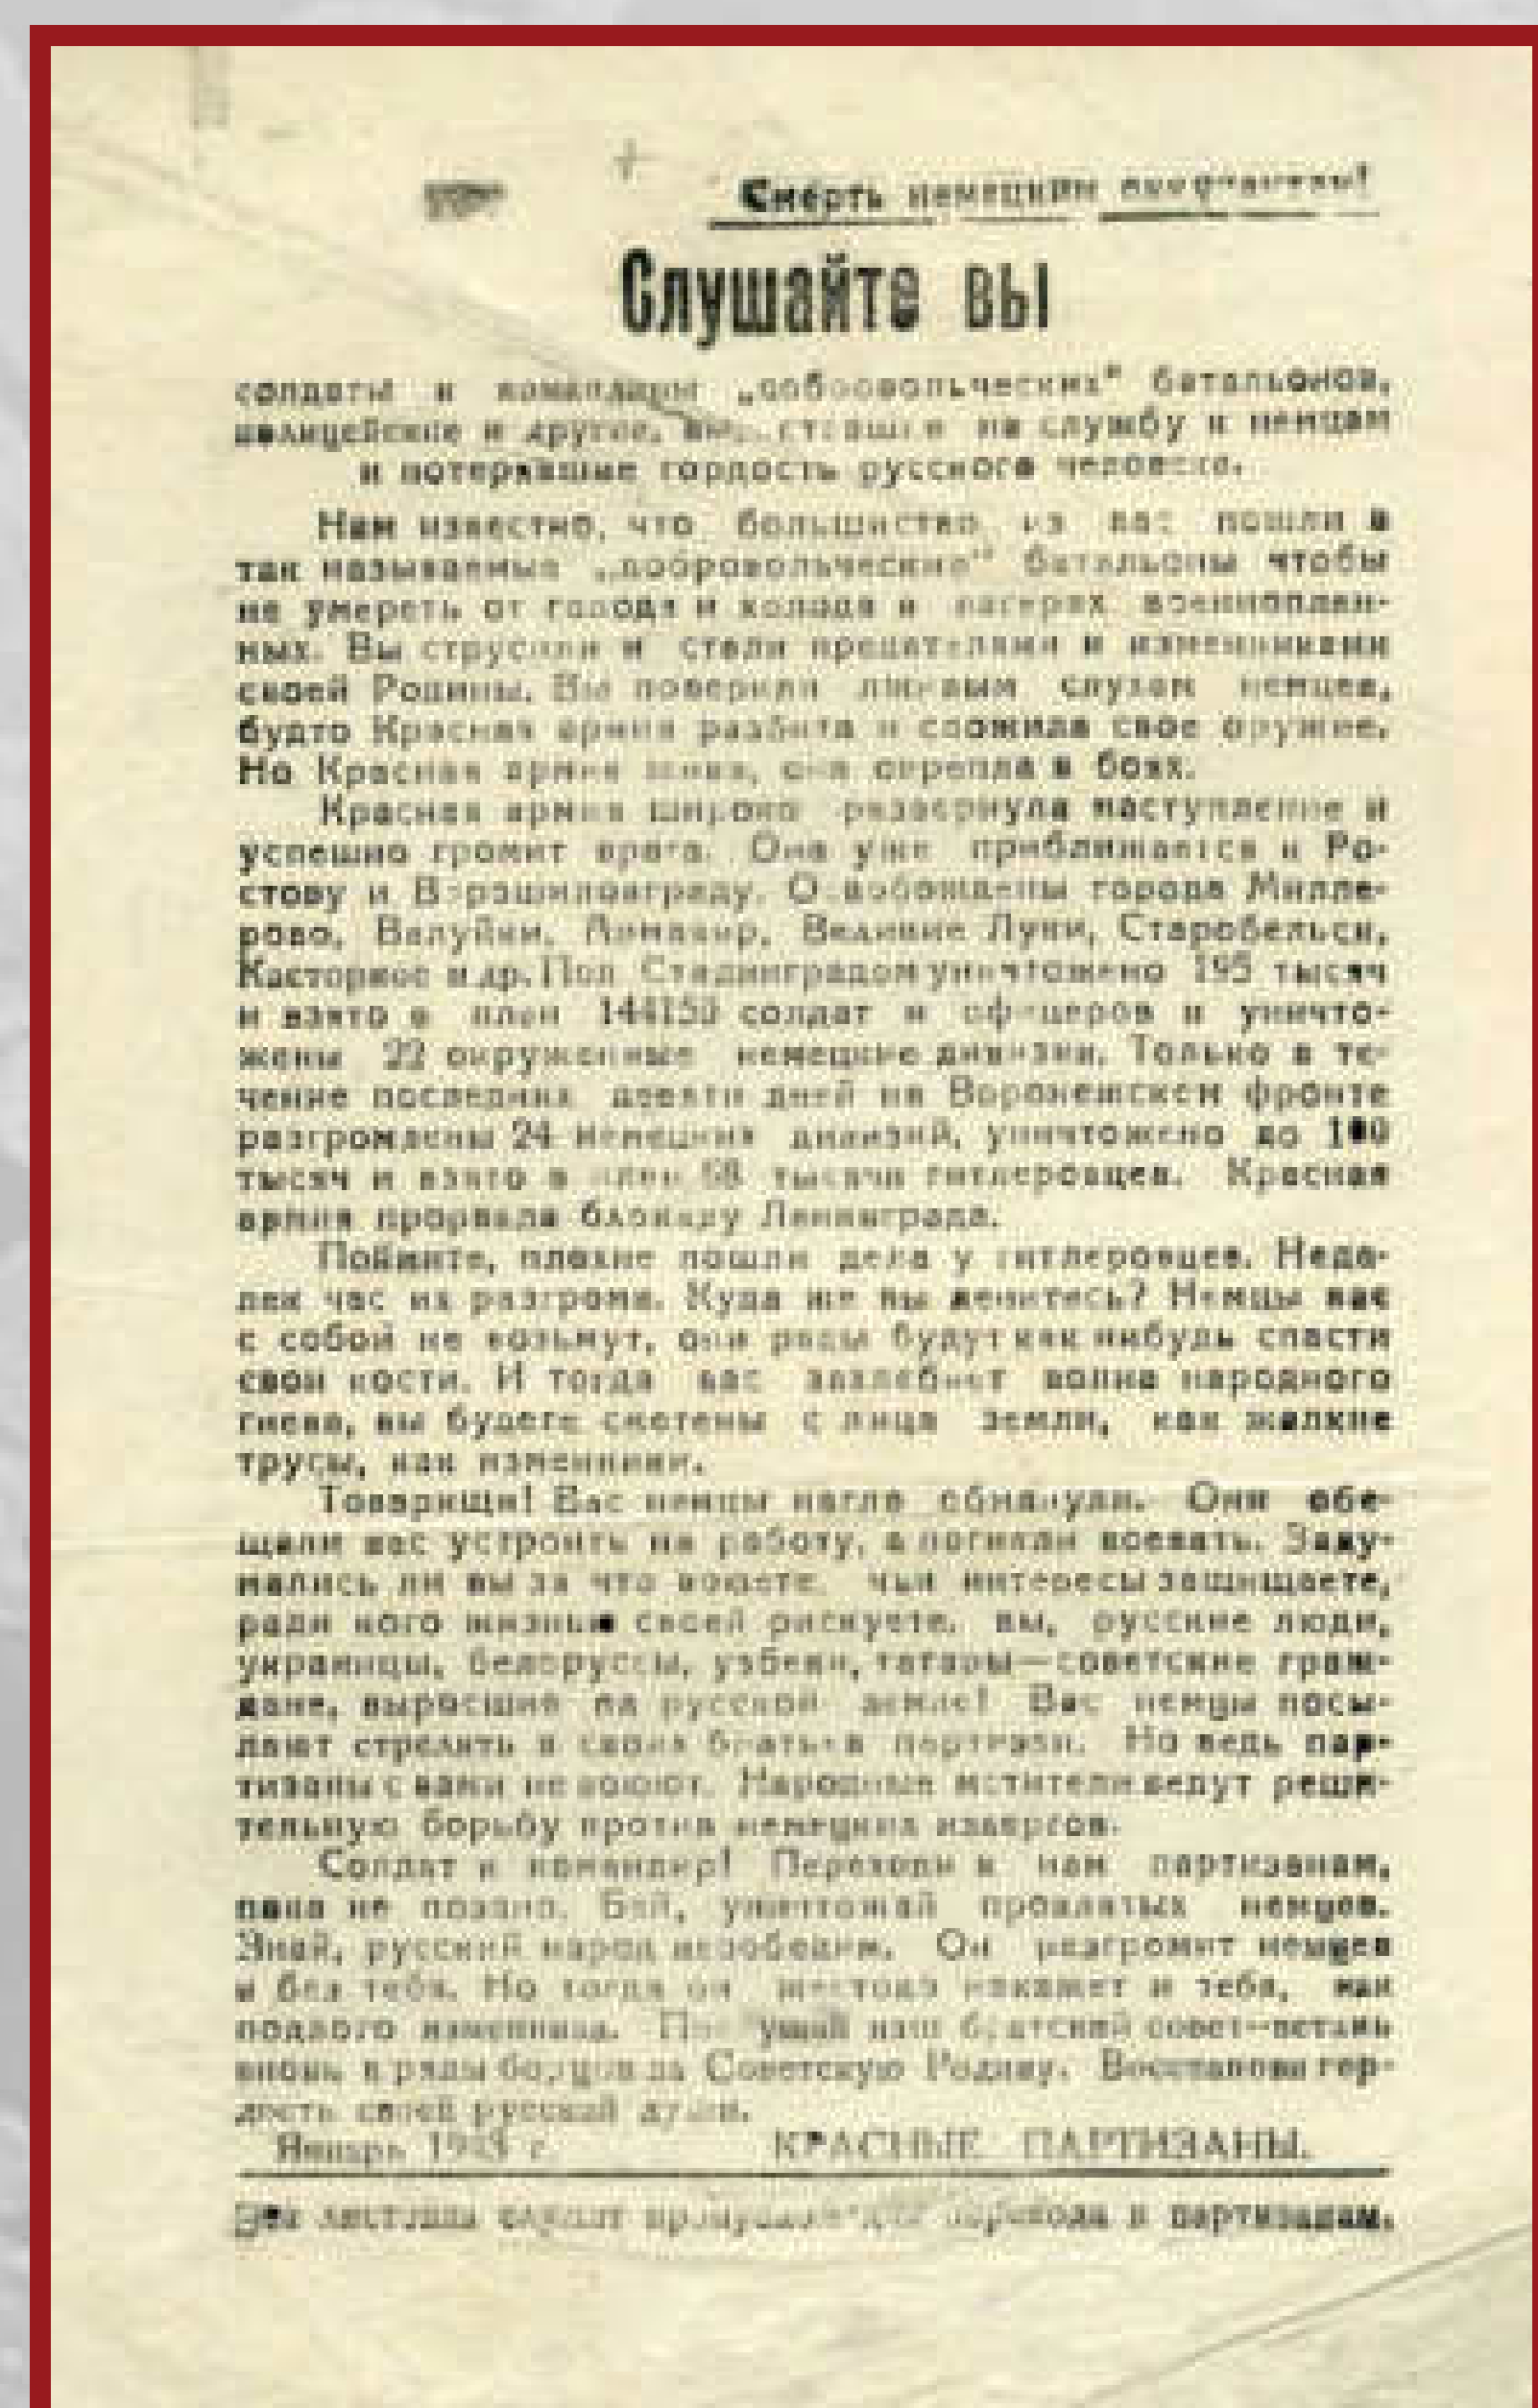 Смерть немецким оккупантам!
Слушайте вы
солдаты и командиры „добровольческих" батальонов,
полицейские и другие, на службу к немцам
и потерявшие гордость русского человека.
Нам известно, что большинство из вас пошли в
так называемые „добровольческие" батальоны чтобы
не умереть от голода и холода в лагерях военноплен-
ных. Вы струсили и стали предателями и изменниками
своей Родины. Вы поверили лживым слухам немцев,
будто Красная армия разбита и сложила свое оружие.
Но Красная армия жива, она окрепла в боях.
Красная армия широко развернула наступление и
успешно громит врага. Она уже приближается к Ро-
стову и Ворошиловграду. Освобождены города Милле-
рово, Валуйки, Армавир, Великие Луки, Старобельск,
Касторное и др. Под Сталинградом уничтожено 195 тысяч
и взято в плен 144150 солдат и офицеров и уничто-
жены 22 окруженные немецкие дивизии. Только в те-
чение последних девяти дней на Воронежском фронте
разгромлены 24 немецких дивизий, уничтожено до 100
тысяч и взято в плен 68 тысячи гитлеровцев. Красная
армия прорвала блокаду Ленинграда.
Поймите, плохие пошли дела у гитлеровцев. Неда-
лек час их разгрома. Куда же вы денетесь? Немцы вас
с собой не возьмут, они рады будут как нибудь спасти
свои кости. И тогда вас захлебнет волна народного
гнева, вы будете сметены с лица земли, как жалкие
трусы, как изменники.
Товарищи! Вас немцы нагло обманули. Они обе-
щали вас устроить на работу, а погнали воевать. Заду-
мались ли вы за что воюете, чьи интересы защищаете,
ради кого жизнью своей рискуете, вы, русские люди,
украинцы, белоруссы, узбеки, татары—советские граж-
дане, выросшие на русской земле! Вас немцы посы-
лают стрелять в своих братьев партизан. Но ведь пар-
тизаны с вами не воюют. Народные мстители ведут реши-
тельную борьбу против немецких извергов.
Солдат и командир! Переходи к нам партизанам,
пока не поздно. Бей, уничтожай проклятых немцев.
Знай, русский народ непобедим. Он разгромит немцев
и без тебя. Но тогда он жестоко накажет и тебя, как
подлого изменника. Послушай наш братский совет—встань
вновь в ряды борцов за Советскую Родину. Восстанови гор-
дость своей русской души.
Январь 1943 г. КРАСНЫЕ ПАРТИЗАНЫ.
Эта листовка служит пропуском для перехода к партизанам.